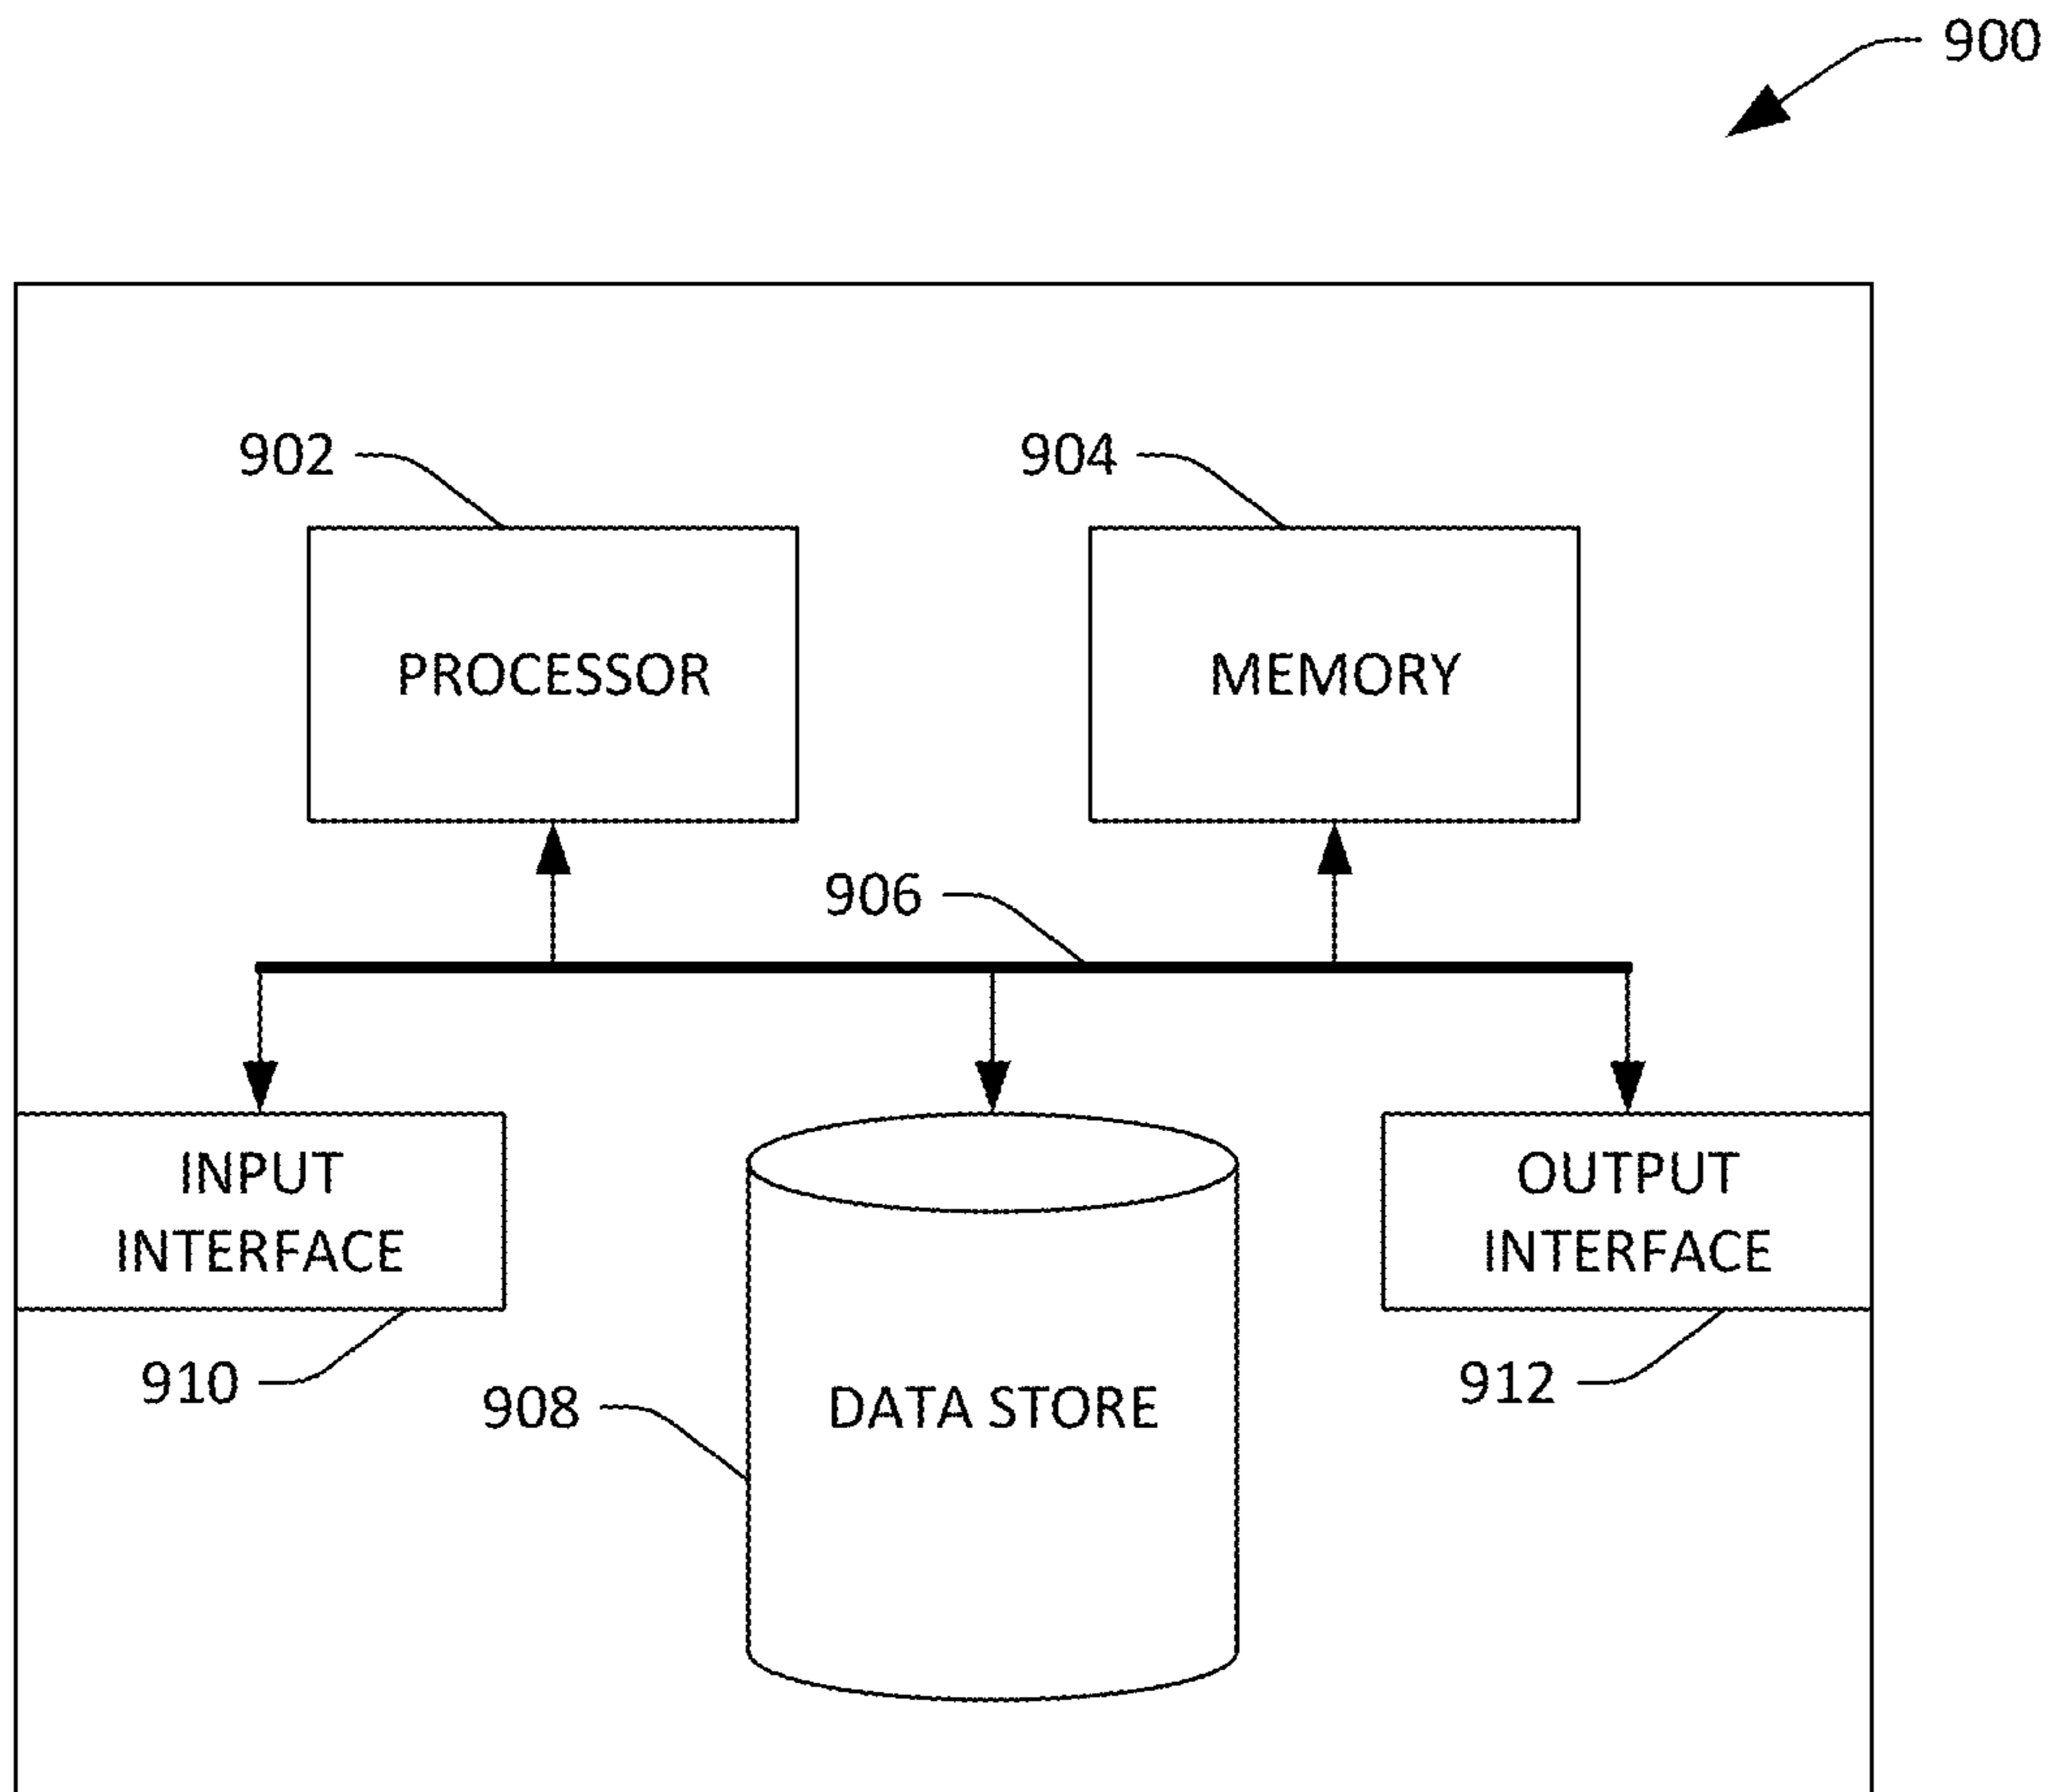 900
902
904
PROCESSOR
MEMORY
906
INPUT
INTERFACE
OUTPUT
INTERFACE
910
908
DATA STORE
912